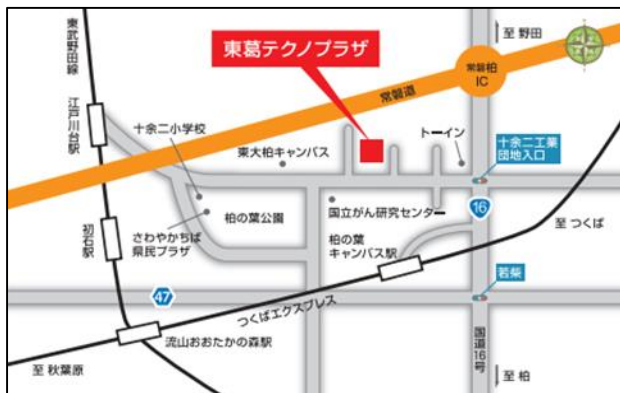 東武野田線
東葛テクノプラザ
至 野田
常磐柏
IC
常磐道
江戸川台駅
十余二小学校
東大柏キャンパス
トーイン
十余二工業
団地入口
16
国立がん研究センター
柏の葉公園
さわやかちば
県民プラザ
初石駅
柏の葉
キャンパス駅
至 つくば
47
つくばエクスプレス
若柴
流山おおたかの森駅
国道16号
至 秋葉原
至 柏